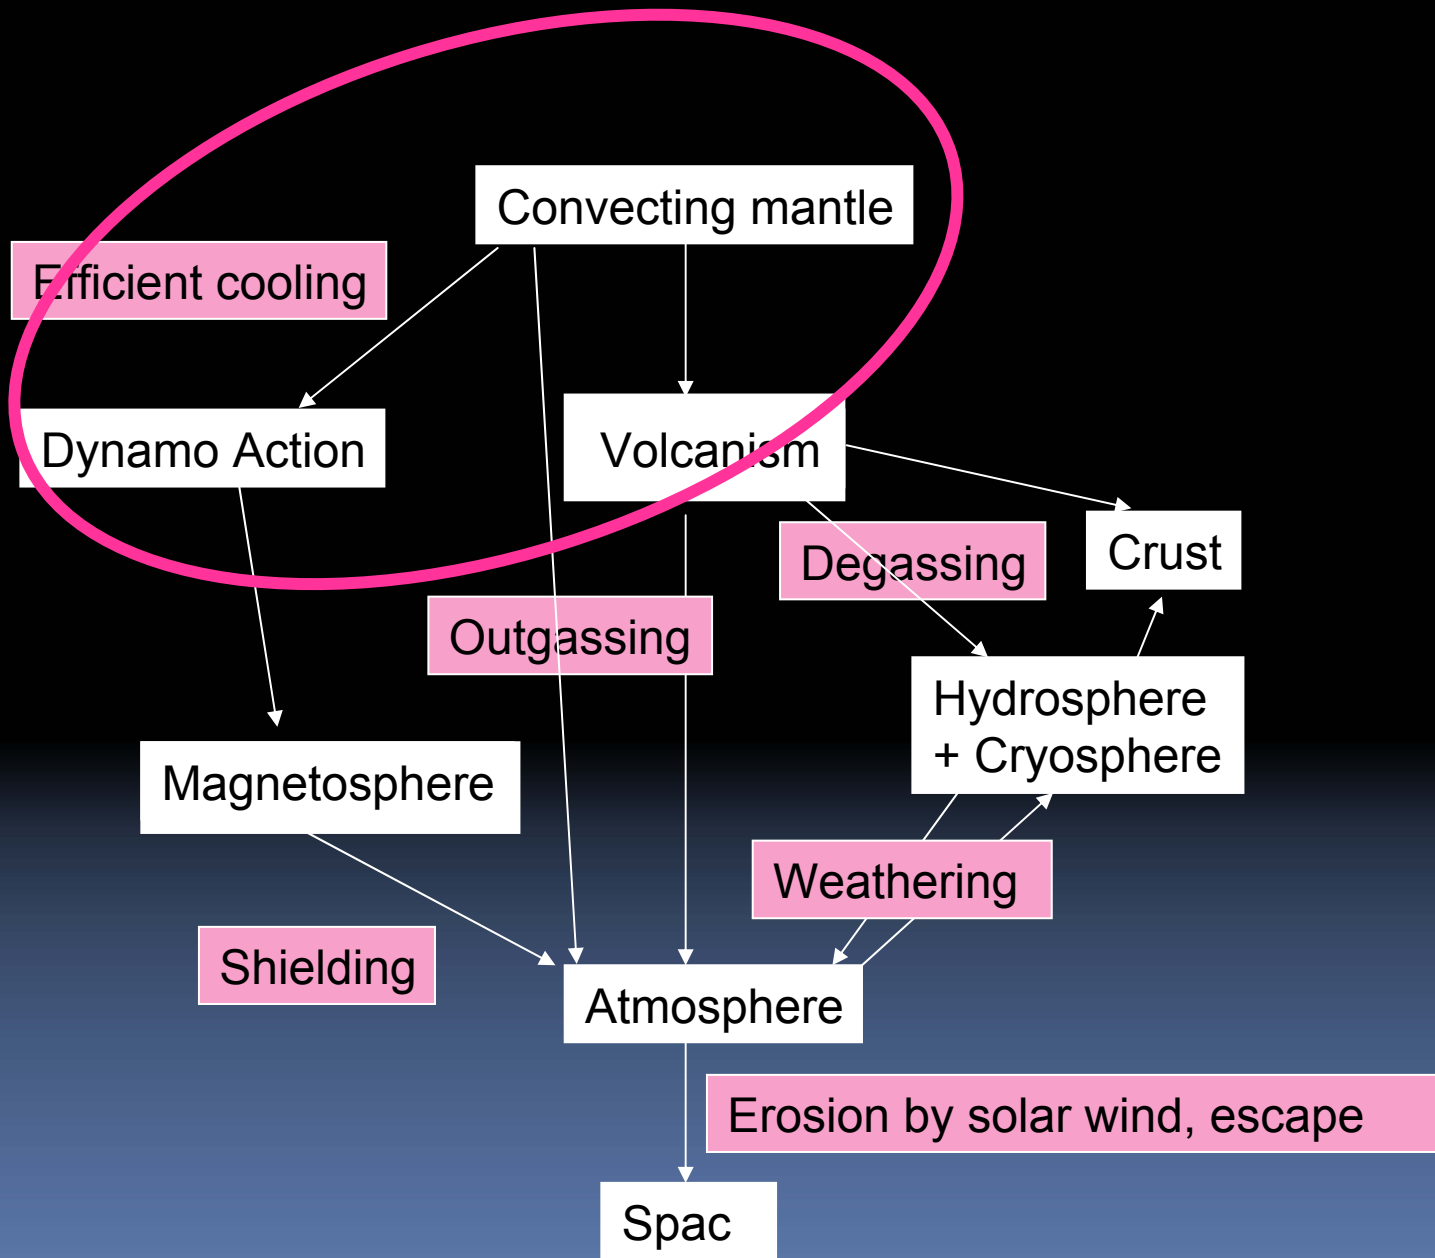 Convecting mantle
Efficient cooling
Dynamo Action
Volcanism
Degassing
Crust
Outgassing
Hydrosphere
+ Cryosphere
Magnetosphere
Weathering
Shielding
Atmosphere
Erosion by solar wind, escape
Spac